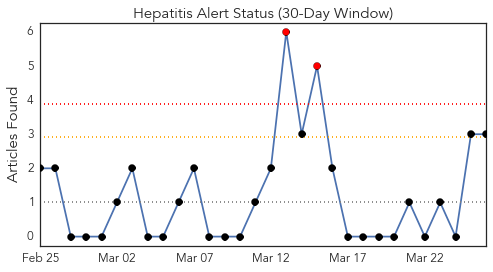 Hepatitis Alert Status (30-Day Window)
Articles Found
6
5
4
3
2
1
0
Feb 25
Mar 02
Mar 07
Mar 12
Mar 17
Mar 22